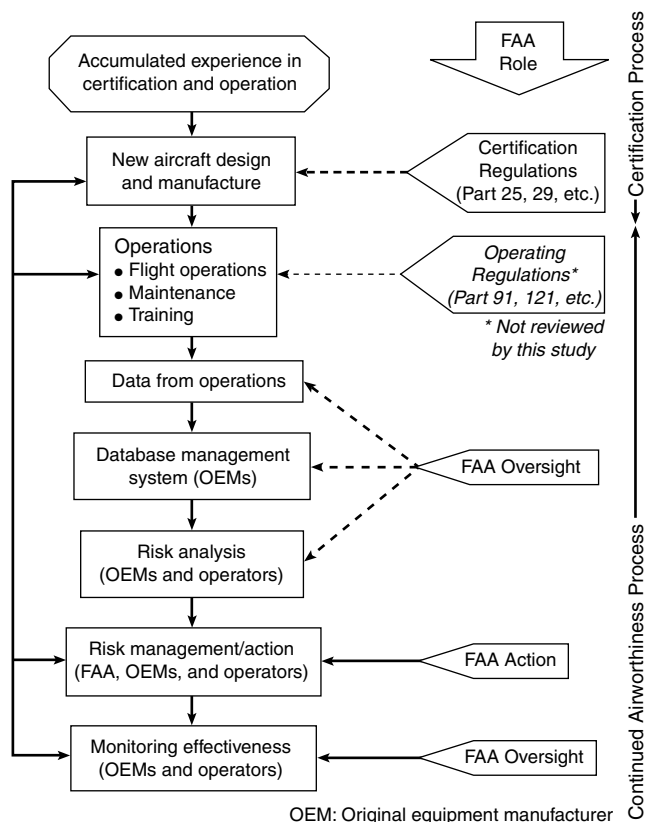 Accumulated experience in
certification and operation
FAA
Role
New aircraft design
and manufacture
Certification
Regulations
(Part 25, 29, etc.)
Operations
● Flight operations
● Maintenance
● Training
Operating
Regulations*
(Part 91, 121, etc.)
* Not reviewed
by this study
Data from operations
Database management
system (OEMs)
FAA Oversight
Risk analysis
(OEMs and operators)
Risk management/action
(FAA, OEMs, and operators)
FAA Action
Monitoring effectiveness
(OEMs and operators)
FAA Oversight
OEM: Original equipment manufacturer
Certification Process
Continued Airworthiness Process